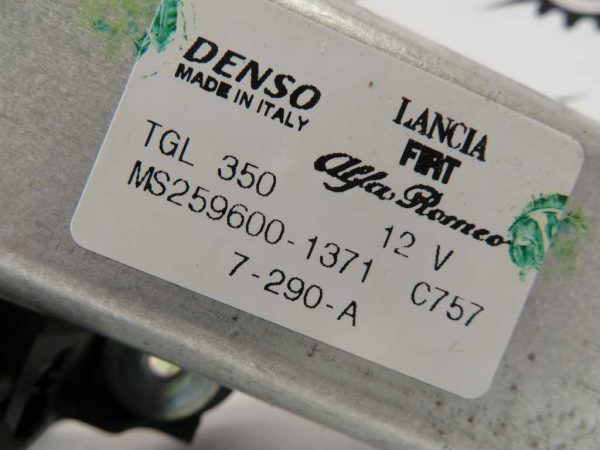 DENSO
MADE IN ITALY
LANCIA
FIAT
Alfa Romeo
TGL 350
12 V
MS259600-1371
C757
7-290-A